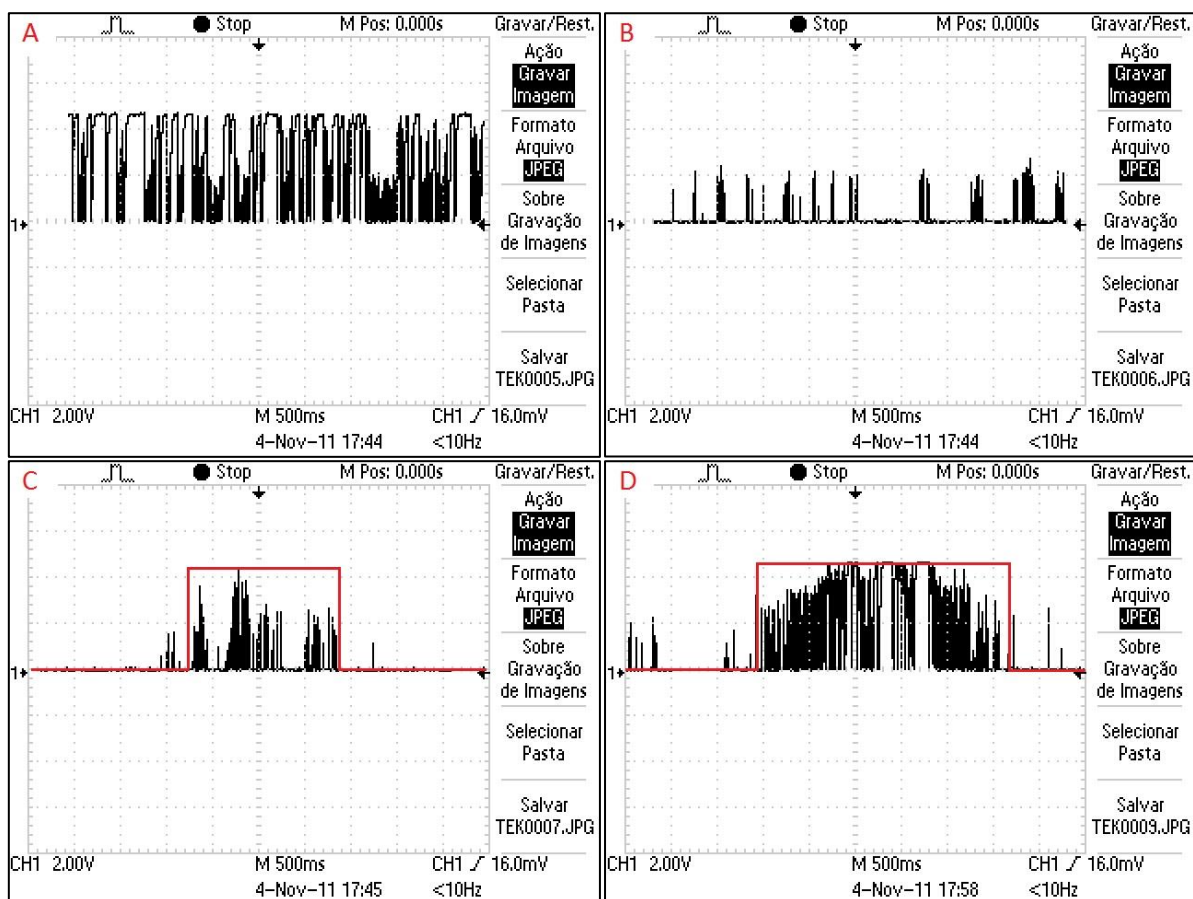 A
Stop
M Pos: 0.000s
Gravar/Rest.
Ação
Gravar
Imagem
Formato
Arquivo
JPEG
Sobre
Gravação
de Imagens
Selecionar
Pasta
Salvar
TEK0005.JPG
1
CH1 2.00V
M 500ms
CH1 16.0mV
4-Nov-11 17:44
<10Hz
B
Stop
M Pos: 0.000s
Gravar/Rest.
Ação
Gravar
Imagem
Formato
Arquivo
JPEG
Sobre
Gravação
de Imagens
Selecionar
Pasta
Salvar
TEK0006.JPG
1
CH1 2.00V
M 500ms
CH1 16.0mV
4-Nov-11 17:44
<10Hz
C
Stop
M Pos: 0.000s
Gravar/Rest.
Ação
Gravar
Imagem
Formato
Arquivo
JPEG
Sobre
Gravação
de Imagens
Selecionar
Pasta
Salvar
TEK0007.JPG
1
CH1 2.00V
M 500ms
CH1 16.0mV
4-Nov-11 17:45
<10Hz
D
Stop
M Pos: 0.000s
Gravar/Rest.
Ação
Gravar
Imagem
Formato
Arquivo
JPEG
Sobre
Gravação
de Imagens
Selecionar
Pasta
Salvar
TEK0009.JPG
1
CH1 2.00V
M 500ms
CH1 16.0mV
4-Nov-11 17:58
<10Hz